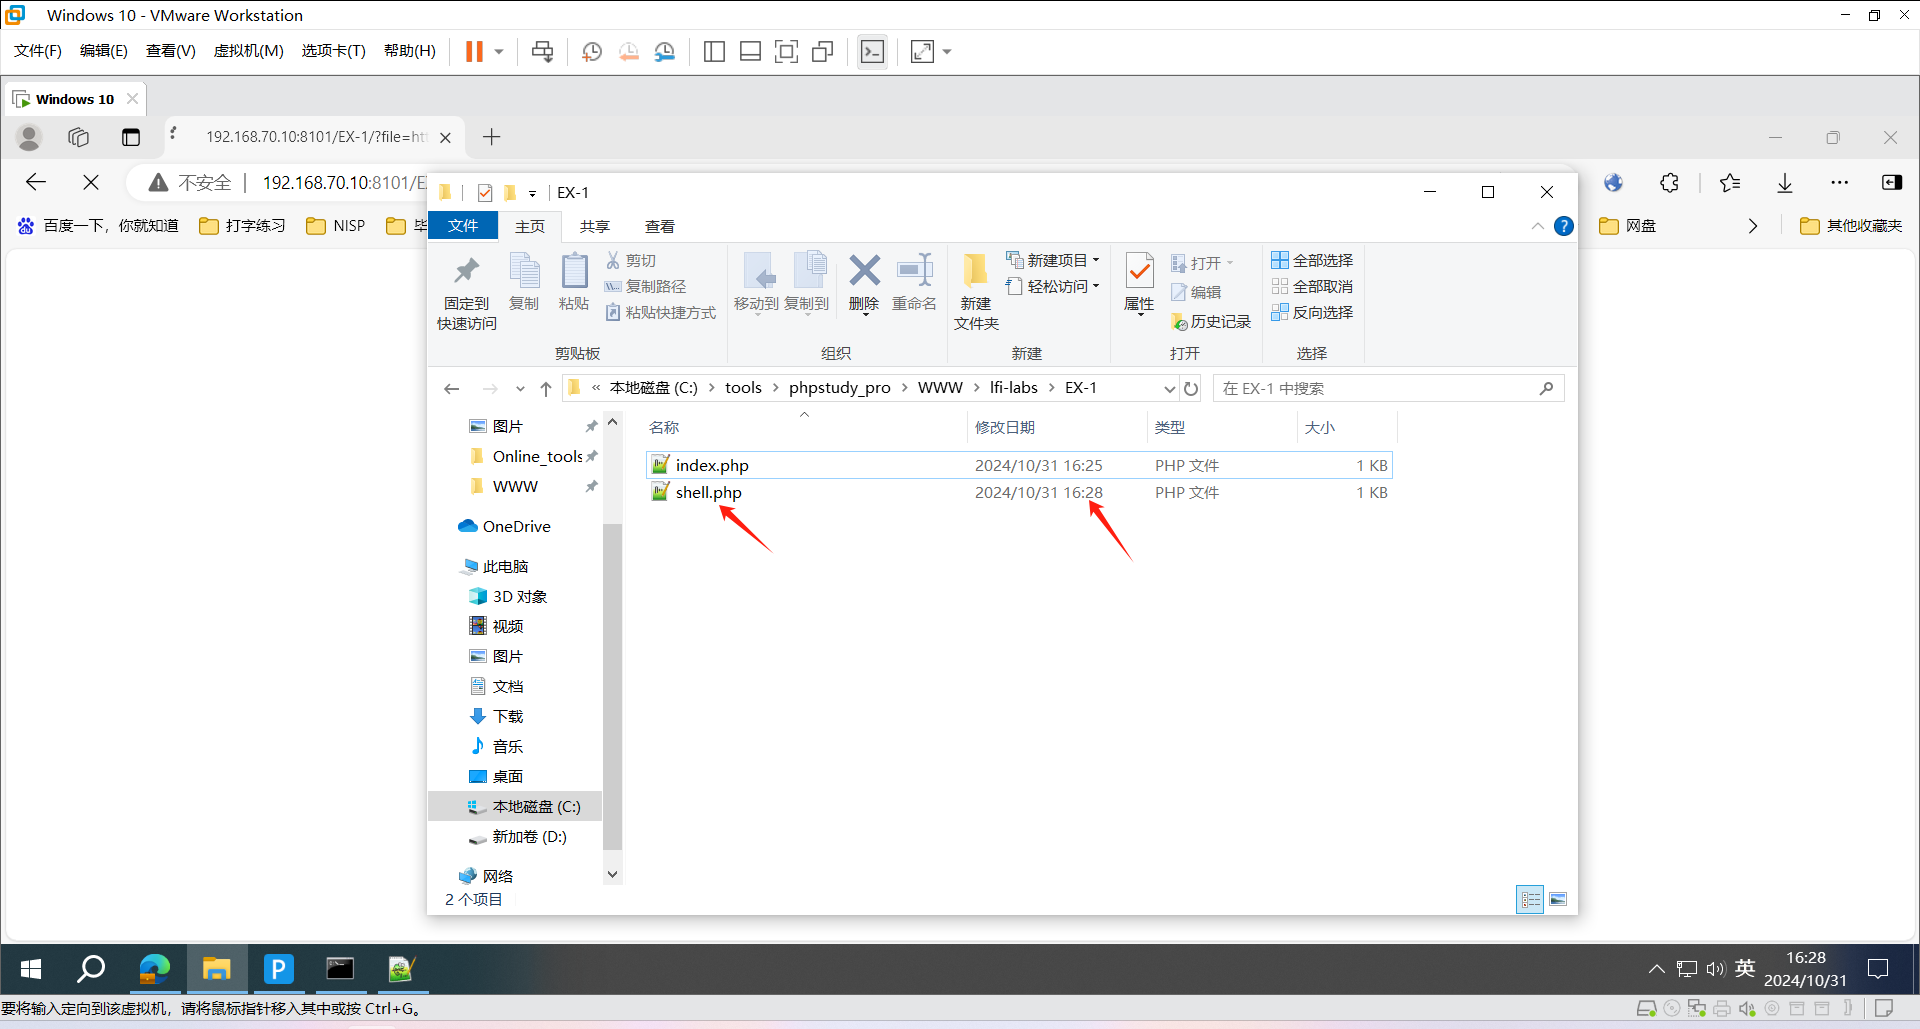 Windows 10 - VMware Workstation
文件(F) 编辑(E) 查看(V) 虚拟机(M) 选项卡(T) 帮助(H)
Windows 10
192.168.70.10:8101/EX-1/?file=htt
不安全 192.168.70.10:8101/E
百度一下，你就知道 打字练习 NISP 网盘 其他收藏夹
EX-1
文件 主页 共享 查看
固定到
快速访问
复制
粘贴
剪切
复制路径
粘贴快捷方式
剪贴板
移动到 复制到 删除 重命名
组织
新建
文件夹
新建项目
轻松访问
新建
属性
打开
编辑
历史记录
打开
全部选择
全部取消
反向选择
选择
« 本地磁盘 (C:) › tools › phpstudy_pro › WWW › lfi-labs › EX-1
在 EX-1 中搜索
图片
Online_tools
WWW
OneDrive
此电脑
3D 对象
视频
图片
文档
下载
音乐
桌面
本地磁盘 (C:)
新加卷 (D:)
网络
名称 修改日期 类型 大小
index.php 2024/10/31 16:25 PHP 文件 1 KB
shell.php 2024/10/31 16:28 PHP 文件 1 KB
2 个项目
P
英
16:28
2024/10/31
要将输入定向到该虚拟机，请将鼠标指针移入其中或按 Ctrl+G。